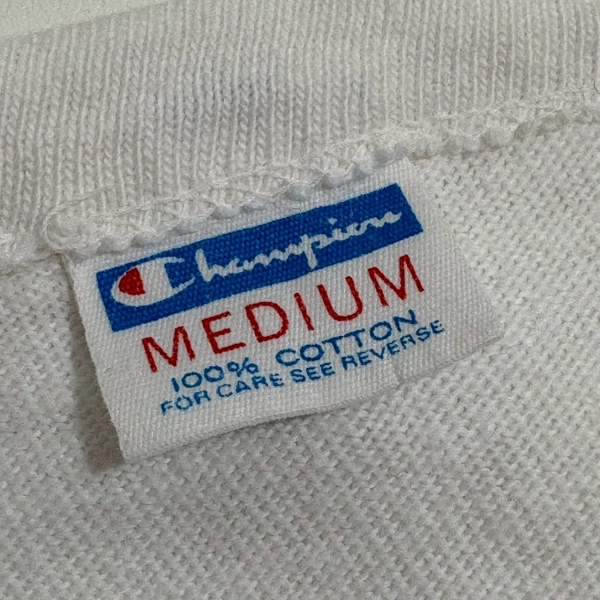 Champion
MEDIUM
100% COTTON
FOR CARE SEE REVERSE